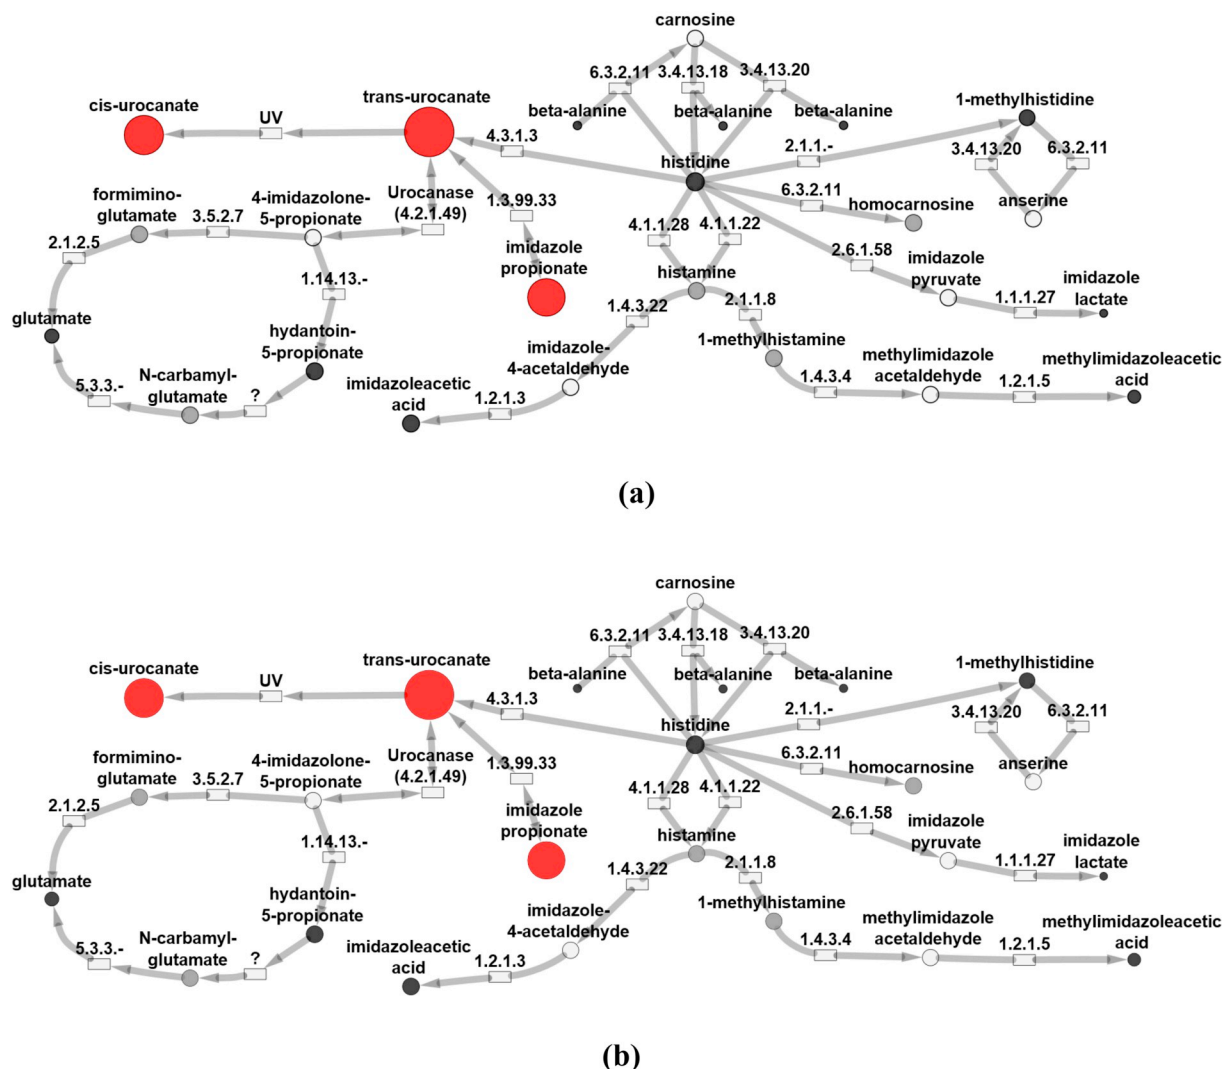 carnosine
6.3.2.11
3.4.13.18
3.4.13.20
cis-urocanate
UV
trans-urocanate
beta-alanine
beta-alanine
beta-alanine
1-methylhistidine
4.3.1.3
histidine
2.1.1.-
3.4.13.20
6.3.2.11
formimino-
glutamate
3.5.2.7
4-imidazolone-
5-propionate
Urocanase
(4.2.1.49)
1.3.99.33
6.3.2.11
homocarnosine
anserine
2.1.2.5
4.1.1.28
4.1.1.22
imidazole
propionate
2.6.1.58
imidazole
pyruvate
imidazole
lactate
1.14.13.-
histamine
1.4.3.22
2.1.1.8
1.1.1.27
glutamate
hydantoin-
5-propionate
imidazole-
4-acetaldehyde
1-methylhistamine
methylimidazole
acetaldehyde
methylimidazoleacetic
acid
5.3.3.-
N-carbamyl-
glutamate
?
imidazoleacetic
acid
1.2.1.3
1.4.3.4
1.2.1.5
(a)
carnosine
6.3.2.11
3.4.13.18
3.4.13.20
cis-urocanate
UV
trans-urocanate
beta-alanine
beta-alanine
beta-alanine
1-methylhistidine
4.3.1.3
histidine
2.1.1.-
3.4.13.20
6.3.2.11
formimino-
glutamate
3.5.2.7
4-imidazolone-
5-propionate
Urocanase
(4.2.1.49)
1.3.99.33
6.3.2.11
homocarnosine
anserine
2.1.2.5
4.1.1.28
4.1.1.22
imidazole
propionate
2.6.1.58
imidazole
pyruvate
imidazole
lactate
1.14.13.-
histamine
1.4.3.22
2.1.1.8
1.1.1.27
glutamate
hydantoin-
5-propionate
imidazole-
4-acetaldehyde
1-methylhistamine
methylimidazole
acetaldehyde
methylimidazoleacetic
acid
5.3.3.-
N-carbamyl-
glutamate
?
imidazoleacetic
acid
1.2.1.3
1.4.3.4
1.2.1.5
(b)